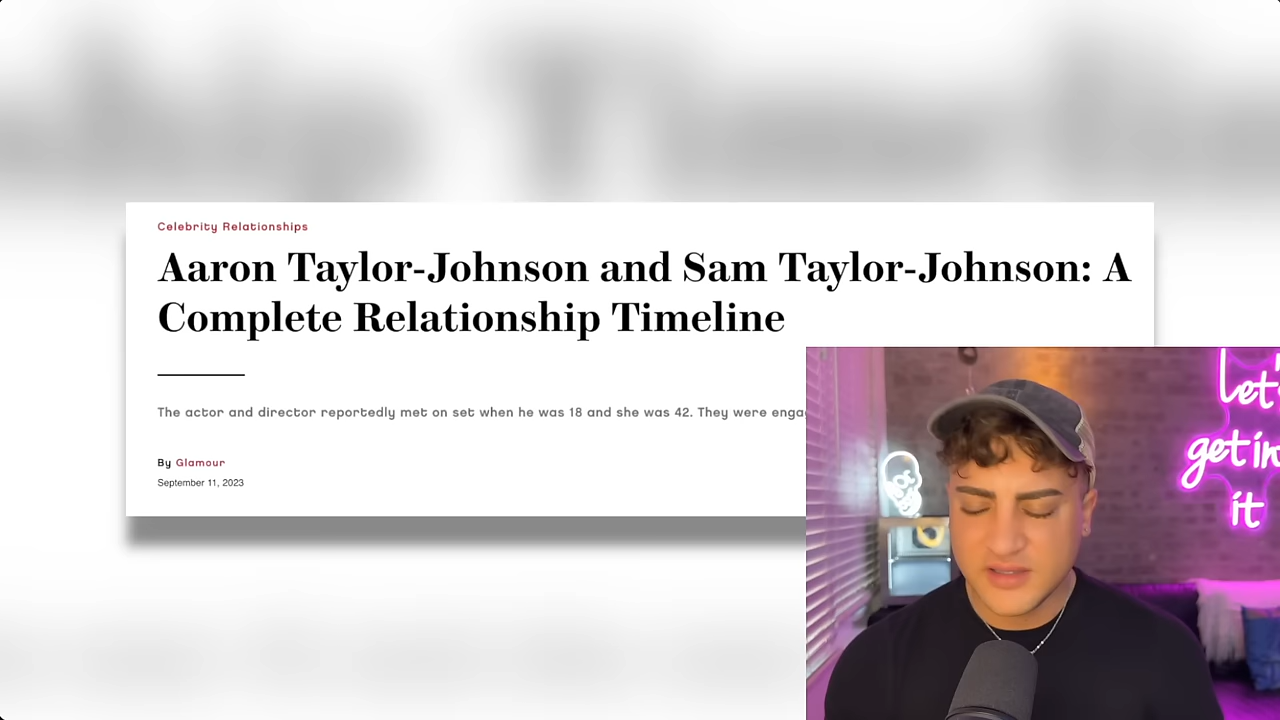 Celebrity Relationships
Aaron Taylor-Johnson and Sam Taylor-Johnson: A
Complete Relationship Timeline
The actor and director reportedly met on set when he was 18 and she was 42. They were
By Glamour
September 11, 2023
let's
get in
it